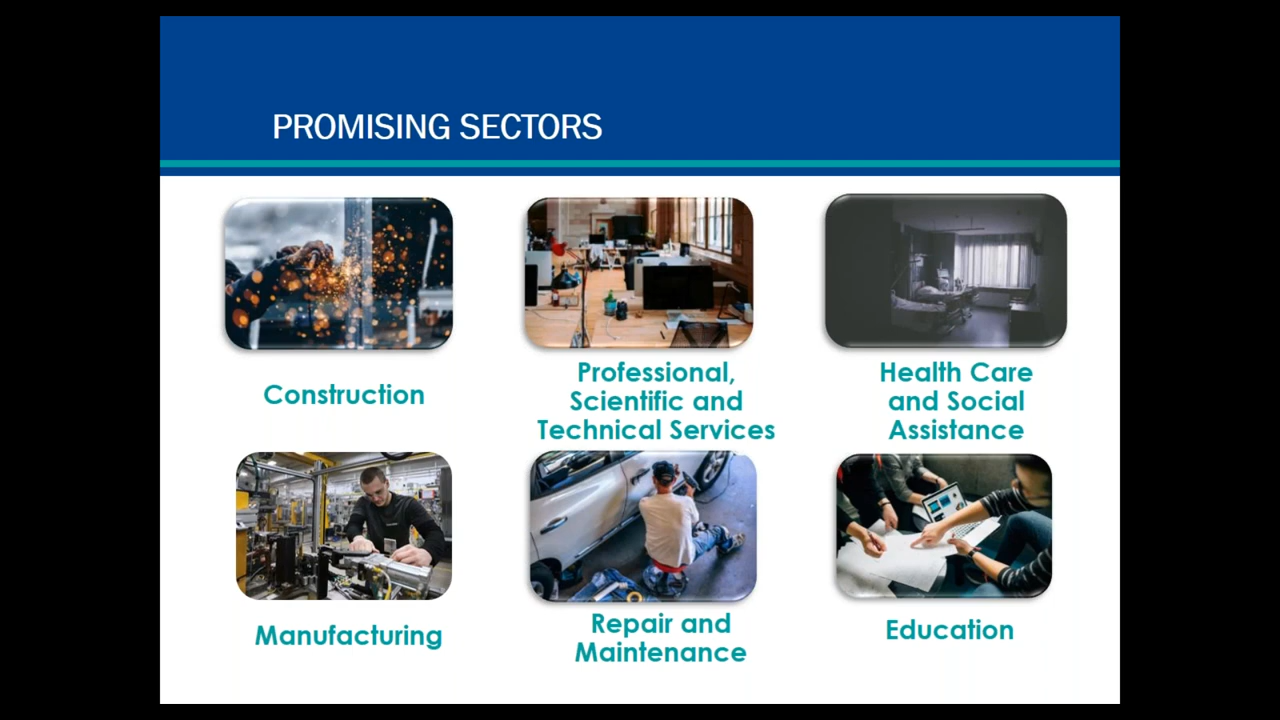 PROMISING SECTORS
Construction
Professional,
Scientific and
Technical Services
Health Care
and Social
Assistance
Manufacturing
Repair and
Maintenance
Education